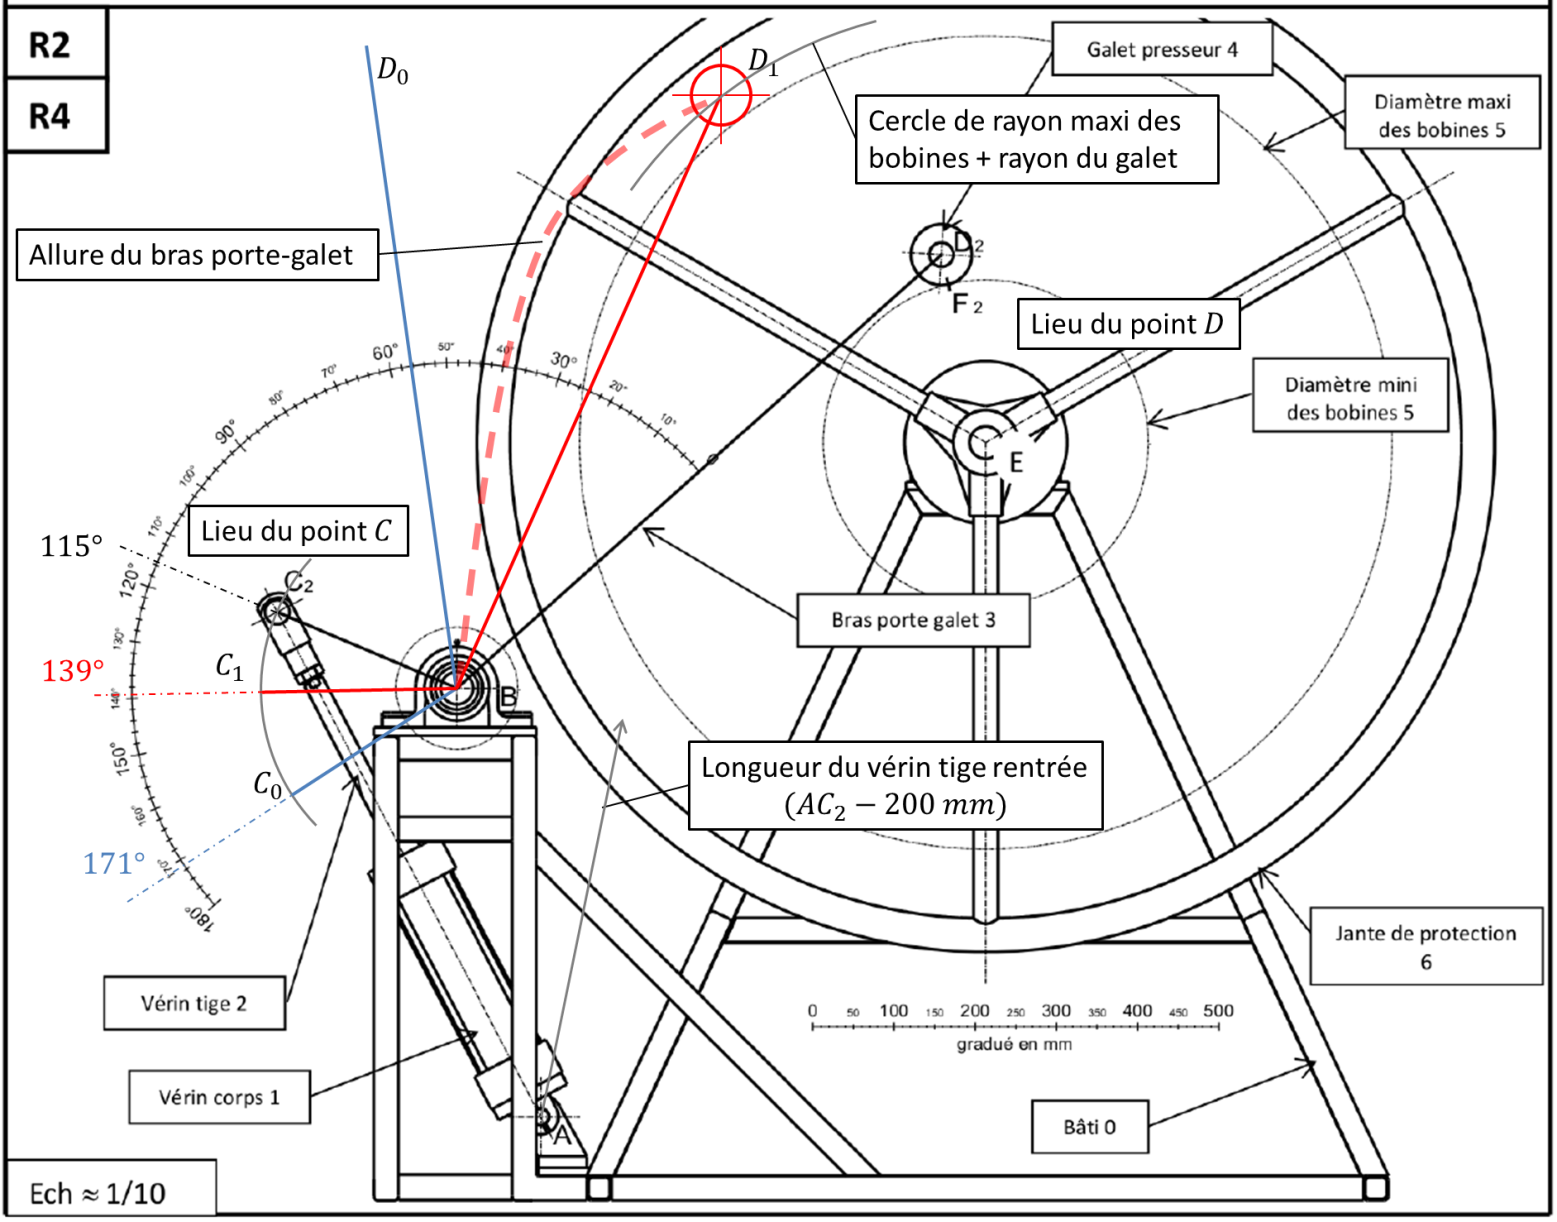 R2
R4
D₀
D₁
Galet presseur 4
Diamètre maxi
des bobines 5
Cercle de rayon maxi des
bobines + rayon du galet
Allure du bras porte-galet
D₂
F₂
Lieu du point D
Diamètre mini
des bobines 5
E
0
10°
20°
30°
40°
50°
60°
70°
80°
90°
100°
110°
120°
130°
140°
150°
160°
170°
180°
115°
Lieu du point C
C₂
139°
C₁
B
Bras porte galet 3
C₀
171°
Longueur du vérin tige rentrée
(AC₂ − 200 mm)
Jante de protection
6
Vérin tige 2
0 50 100 150 200 250 300 350 400 450 500
gradué en mm
Vérin corps 1
A
Bâti 0
Ech ≈ 1/10